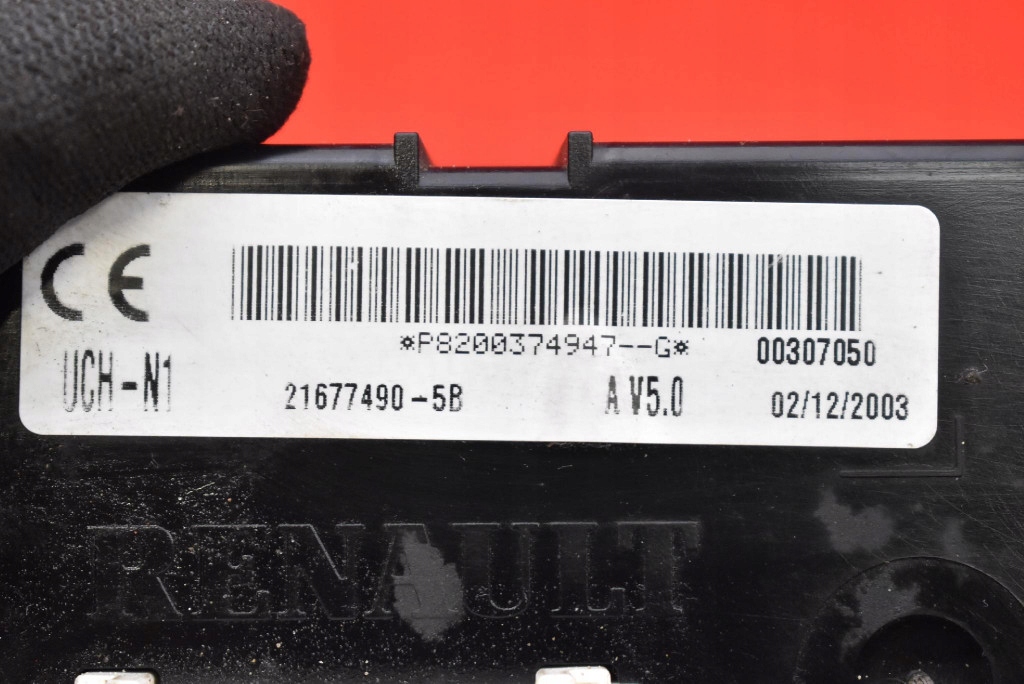 CE
*P8200374947--G* 00307050
UCH-N1 21677490-5B A V5.0 02/12/2003
RENAULT